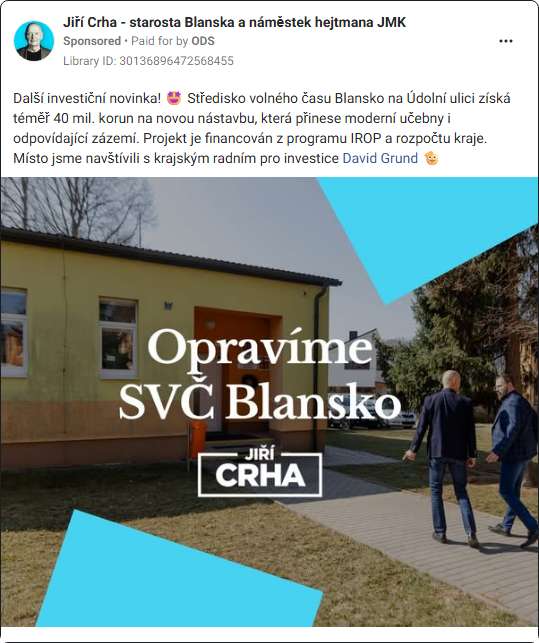 Jiří Crha - starosta Blanska a náměstek hejtmana JMK
Sponsored • Paid for by ODS
Library ID: 30136896472568455
Další investiční novinka! 🤩 Středisko volného času Blansko na Údolní ulici získá
téměř 40 mil. korun na novou nástavbu, která přinese moderní učebny i
odpovídající zázemí. Projekt je financován z programu IROP a rozpočtu kraje.
Místo jsme navštívili s krajským radním pro investice David Grund 🫡
Opravíme
SVČ Blansko
JIŘÍ
CRHA